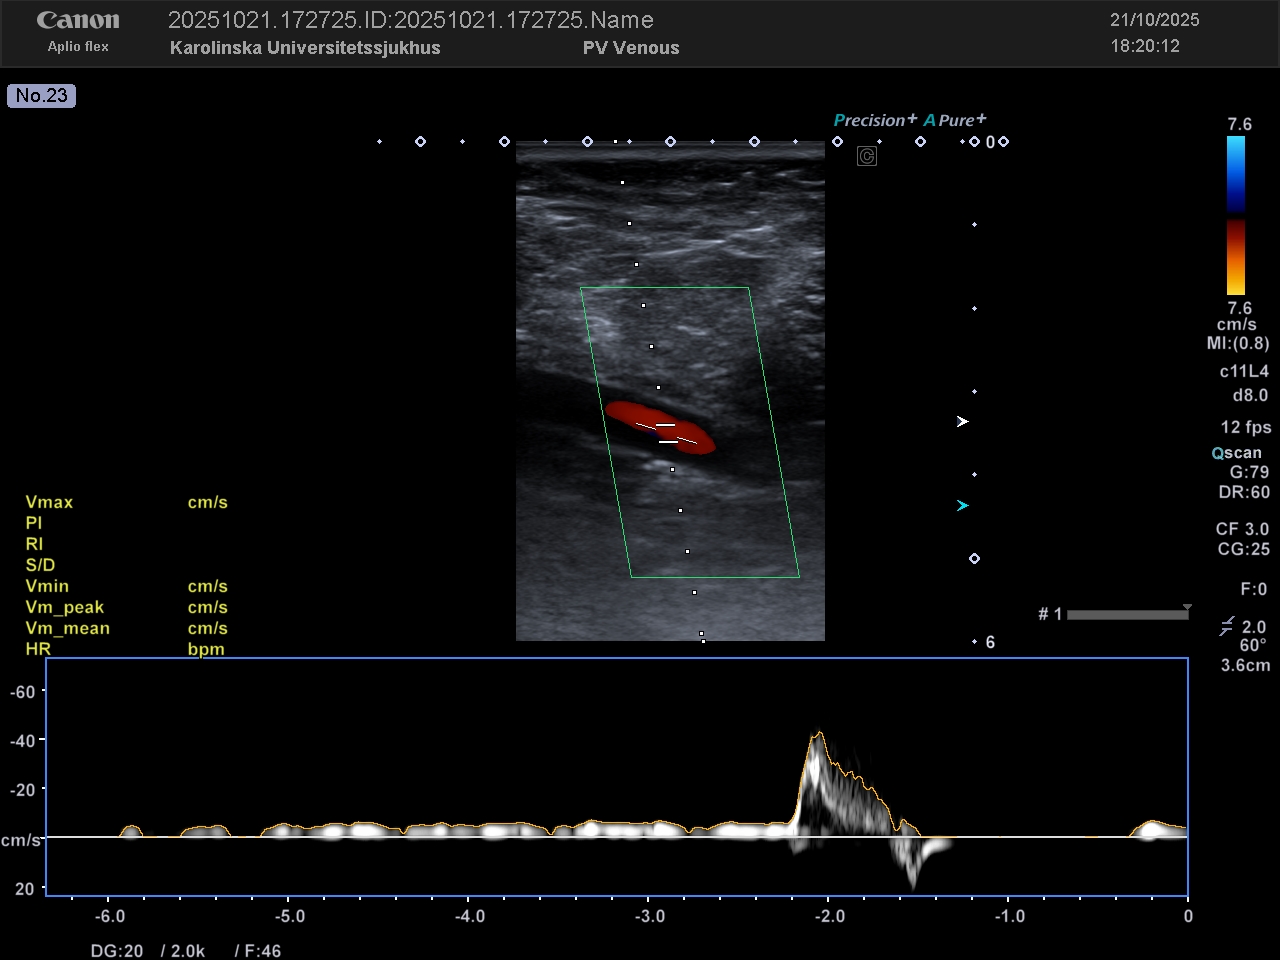 Canon
Aplio flex
20251021.172725.ID:20251021.172725.Name
Karolinska Universitetssjukhus PV Venous
21/10/2025
18:20:12
No.23
Precision+ A Pure+
0
C
7.6
7.6
cm/s
MI:(0.8)
c11L4
d8.0
12 fps
Qscan
G:79
DR:60
CF 3.0
CG:25
F:0
# 1
2.0
60°
3.6cm
6
Vmax cm/s
PI
RI
S/D
Vmin cm/s
Vm_peak cm/s
Vm_mean cm/s
HR bpm
-60
-40
-20
cm/s
20
-6.0 -5.0 -4.0 -3.0 -2.0 -1.0 0
DG:20 / 2.0k / F:46